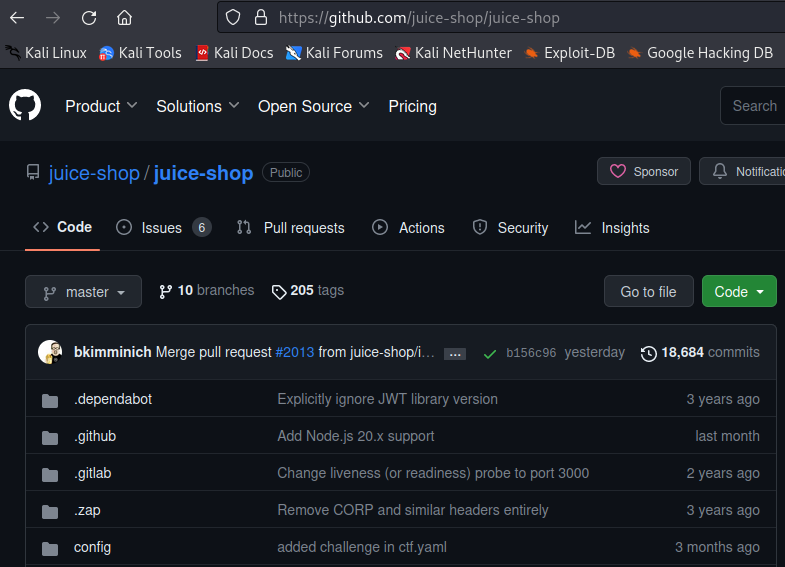 https://github.com/juice-shop/juice-shop
Kali Linux Kali Tools Kali Docs Kali Forums Kali NetHunter Exploit-DB Google Hacking DB
Product Solutions Open Source Pricing Search
juice-shop / juice-shop Public Sponsor Notificatio
<> Code Issues 6 Pull requests Actions Security Insights
master 10 branches 205 tags Go to file Code
bkimminich Merge pull request #2013 from juice-shop/i… ... b156c96 yesterday 18,684 commits
.dependabot Explicitly ignore JWT library version 3 years ago
.github Add Node.js 20.x support last month
.gitlab Change liveness (or readiness) probe to port 3000 2 years ago
.zap Remove CORP and similar headers entirely 3 years ago
config added challenge in ctf.yaml 3 months ago